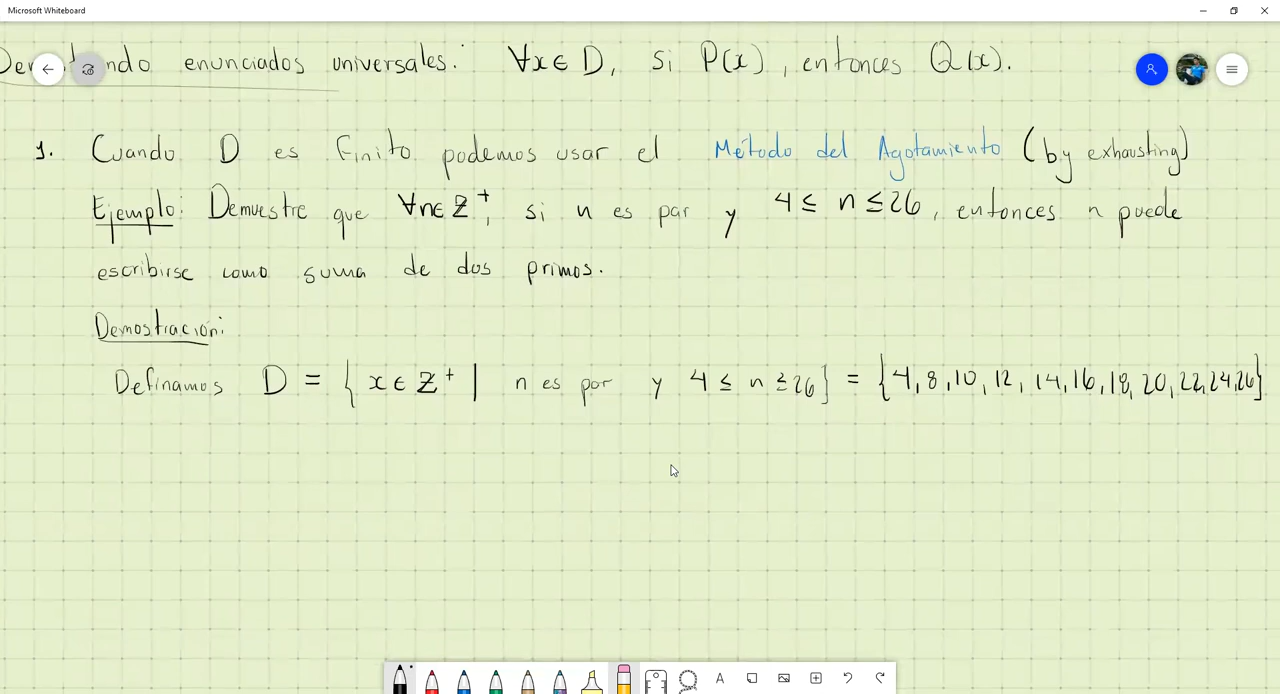 Microsoft Whiteboard
ndo enunciados universales: ∀x∈D, si P(x), entonces Q(x).
1. Cuando D es finito podemos usar el Método del Agotamiento (by exhausting)
Ejemplo: Demuestre que ∀n∈Z⁺, si n es par y 4 ≤ n ≤ 26, entonces n puede
escribirse como suma de dos primos.
Demostración:
Definamos D = { x ∈ Z⁺ | n es par y 4 ≤ n ≤ 26} = {4, 8, 10, 12, 14, 16, 18, 20, 22, 24, 26}
A